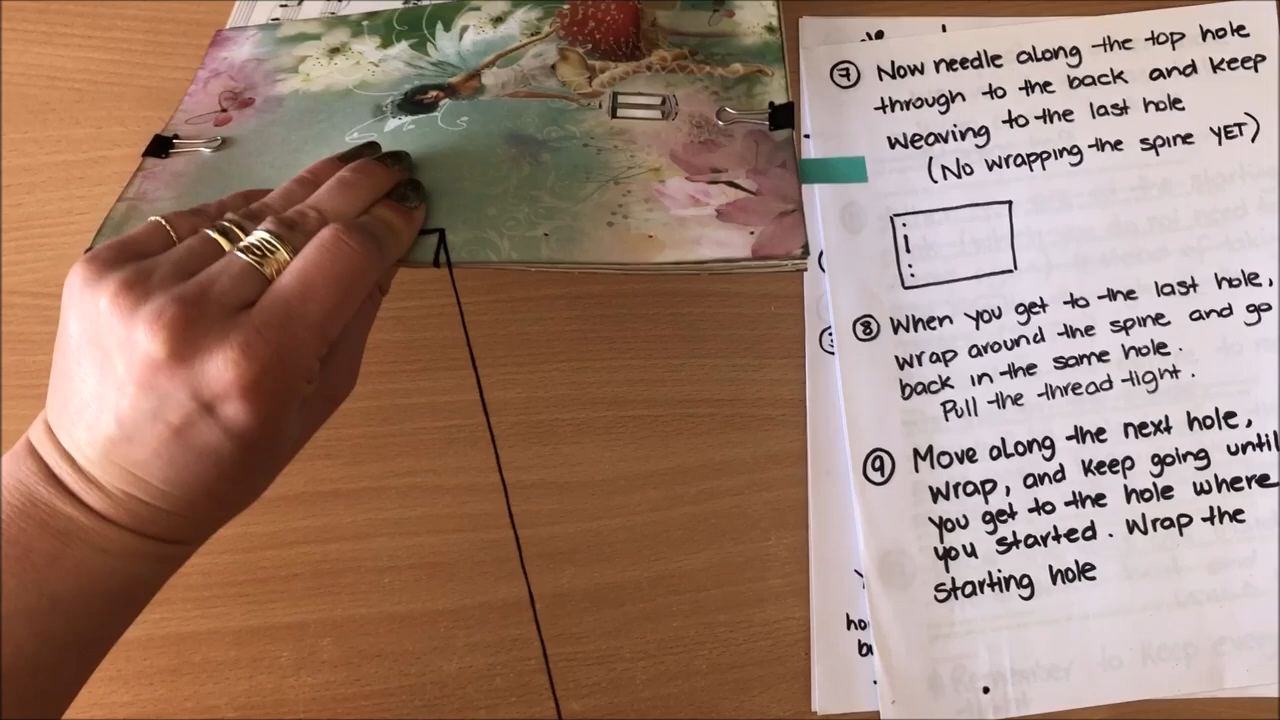 ⑦ Now needle along the top hole
through to the back and keep
weaving to the last hole
(No wrapping the spine YET)
⑧ When you get to the last hole,
wrap around the spine and go
back in the same hole.
Pull the thread tight.
⑨ Move along the next hole,
wrap, and keep going until
you get to the hole where
you started. Wrap the
starting hole
Remember to keep